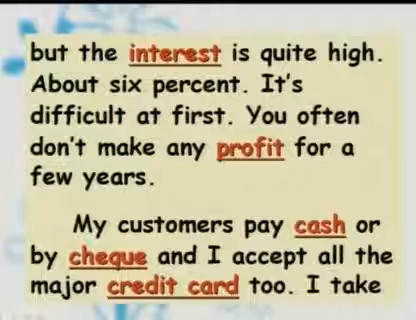 but the interest is quite high.
About six percent. It's
difficult at first. You often
don't make any profit for a
few years.
My customers pay cash or
by cheque and I accept all the
major credit card too. I take